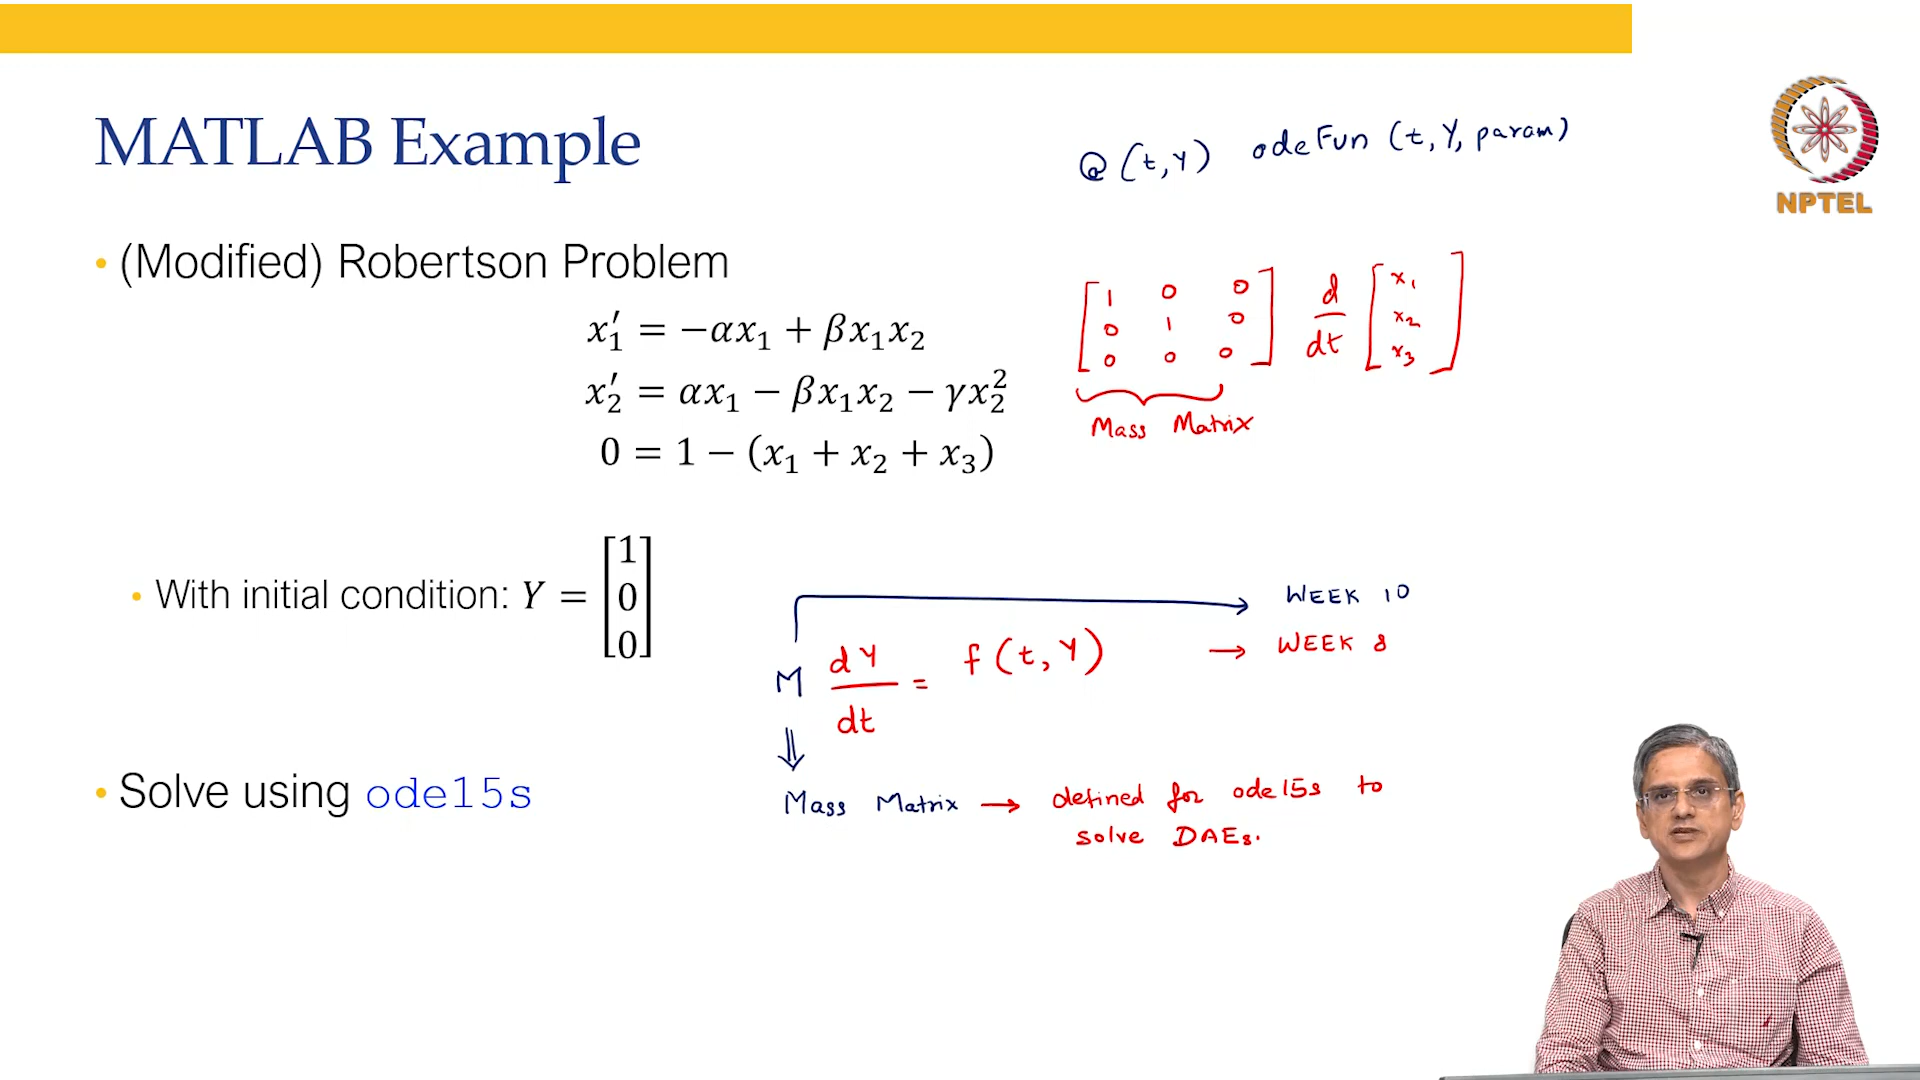 MATLAB Example
@ (t, Y) odeFun (t, Y, param)
NPTEL
• (Modified) Robertson Problem
x₁′ = −αx₁ + βx₁x₂
x₂′ = αx₁ − βx₁x₂ − γx₂²
0 = 1 − (x₁ + x₂ + x₃)
[1 0 0] d [x₁]
[0 1 0] — [x₂]
[0 0 0] dt [x₃]
Mass Matrix
• With initial condition: Y = [1
0
0]
→ WEEK 10
M dY/dt = f (t, Y) → WEEK 8
⇓
• Solve using ode15s
Mass Matrix → defined for ode15s to
solve DAEs.